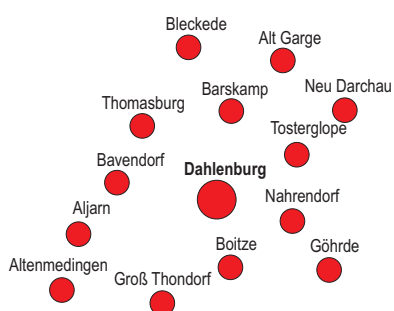 Bleckede
Alt Garge
Barskamp
Neu Darchau
Thomasburg
Tosterglope
Bavendorf
Dahlenburg
Nahrendorf
Aljarn
Boitze
Göhrde
Altenmedingen
Groß Thondorf